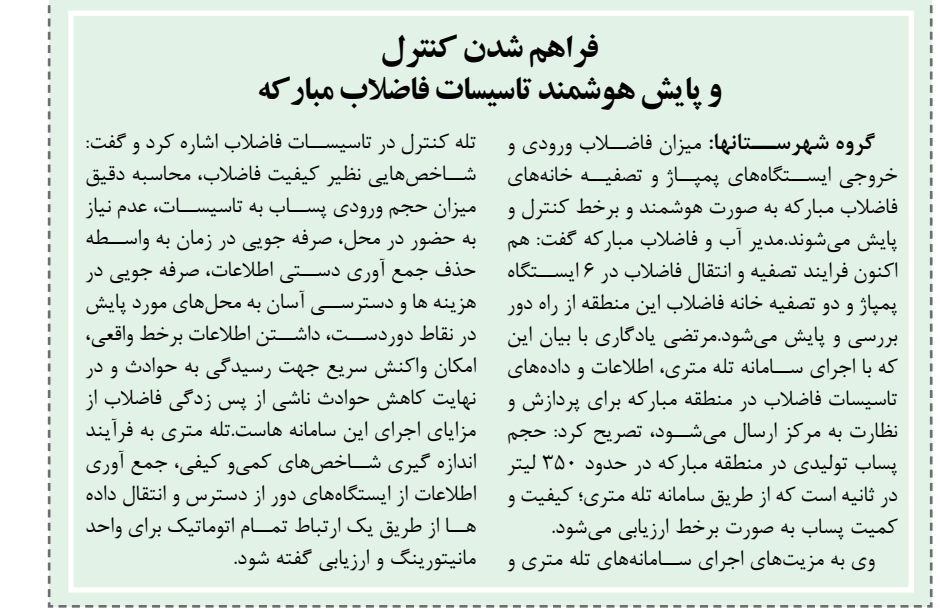 فراهم شدن کنترل
و پایش هوشمند تاسیسات فاضلاب مبارکه
گروه شهرستانها: میزان فاضلاب ورودی و
خروجی ایستگاه‌های پمپاژ و تصفیه خانه‌های
فاضلاب مبارکه به صورت هوشمند و برخط کنترل و
پایش می‌شوند.مدیر آب و فاضلاب مبارکه گفت: هم
اکنون فرایند تصفیه و انتقال فاضلاب در ۶ ایستگاه
پمپاژ و دو تصفیه خانه فاضلاب این منطقه از راه دور
بررسی و پایش می‌شود.مرتضی یادگاری با بیان این
که با اجرای سامانه تله متری، اطلاعات و داده‌های
تاسیسات فاضلاب در منطقه مبارکه برای پردازش و
نظارت به مرکز ارسال می‌شود، تصریح کرد: حجم
پساب تولیدی در منطقه مبارکه در حدود ۳۵۰ لیتر
در ثانیه است که از طریق سامانه تله متری؛ کیفیت و
کمیت پساب به صورت برخط ارزیابی می‌شود.
وی به مزیت‌های اجرای سامانه‌های تله متری و
تله کنترل در تاسیسات فاضلاب اشاره کرد و گفت:
شاخص‌هایی نظیر کیفیت فاضلاب، محاسبه دقیق
میزان حجم ورودی پساب به تاسیسات، عدم نیاز
به حضور در محل، صرفه جویی در زمان به واسطه
حذف جمع آوری دستی اطلاعات، صرفه جویی در
هزینه ها و دسترسی آسان به محل‌های مورد پایش
در نقاط دوردست، داشتن اطلاعات برخط واقعی،
امکان واکنش سریع جهت رسیدگی به حوادث و در
نهایت کاهش حوادث ناشی از پس زدگی فاضلاب از
مزایای اجرای این سامانه هاست.تله متری به فرآیند
اندازه گیری شاخص‌های کمی‌و کیفی، جمع آوری
اطلاعات از ایستگاه‌های دور از دسترس و انتقال داده
ها از طریق یک ارتباط تمام اتوماتیک برای واحد
مانیتورینگ و ارزیابی گفته شود.